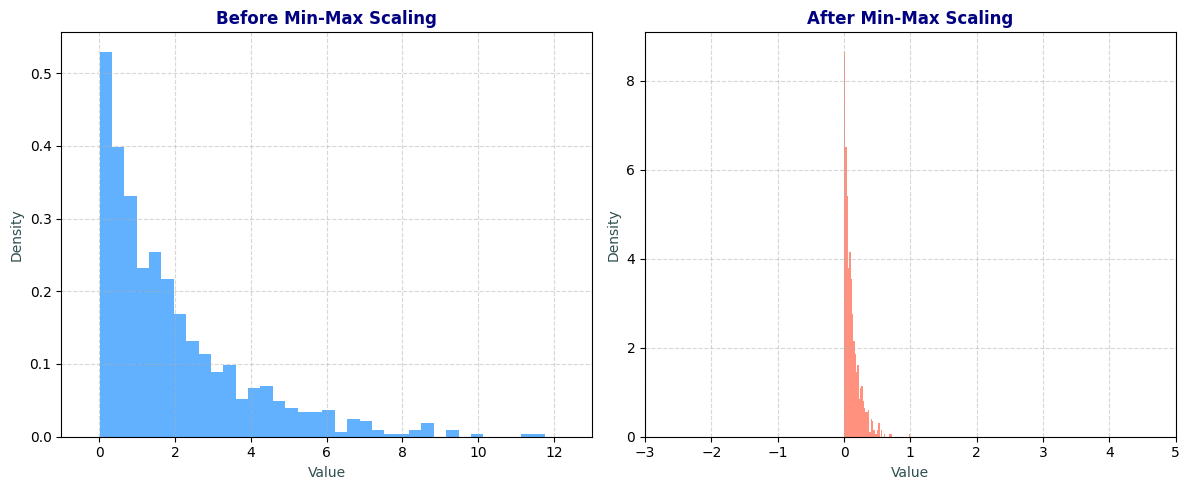 Before Min-Max Scaling
0.5
0.4
0.3
0.2
0.1
0.0
Density
0 2 4 6 8 10 12
Value
After Min-Max Scaling
8
6
4
2
0
Density
−3 −2 −1 0 1 2 3 4 5
Value